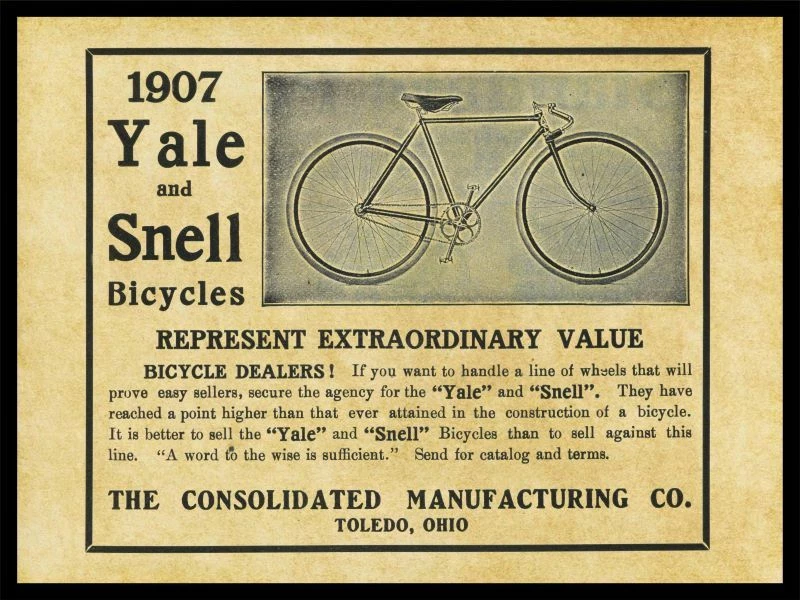 1907
Yale
and
Snell
Bicycles
REPRESENT EXTRAORDINARY VALUE
BICYCLE DEALERS! If you want to handle a line of wheels that will
prove easy sellers, secure the agency for the “Yale” and “Snell”. They have
reached a point higher than that ever attained in the construction of a bicycle.
It is better to sell the “Yale” and “Snell” Bicycles than to sell against this
line. “A word to the wise is sufficient.” Send for catalog and terms.
THE CONSOLIDATED MANUFACTURING CO.
TOLEDO, OHIO